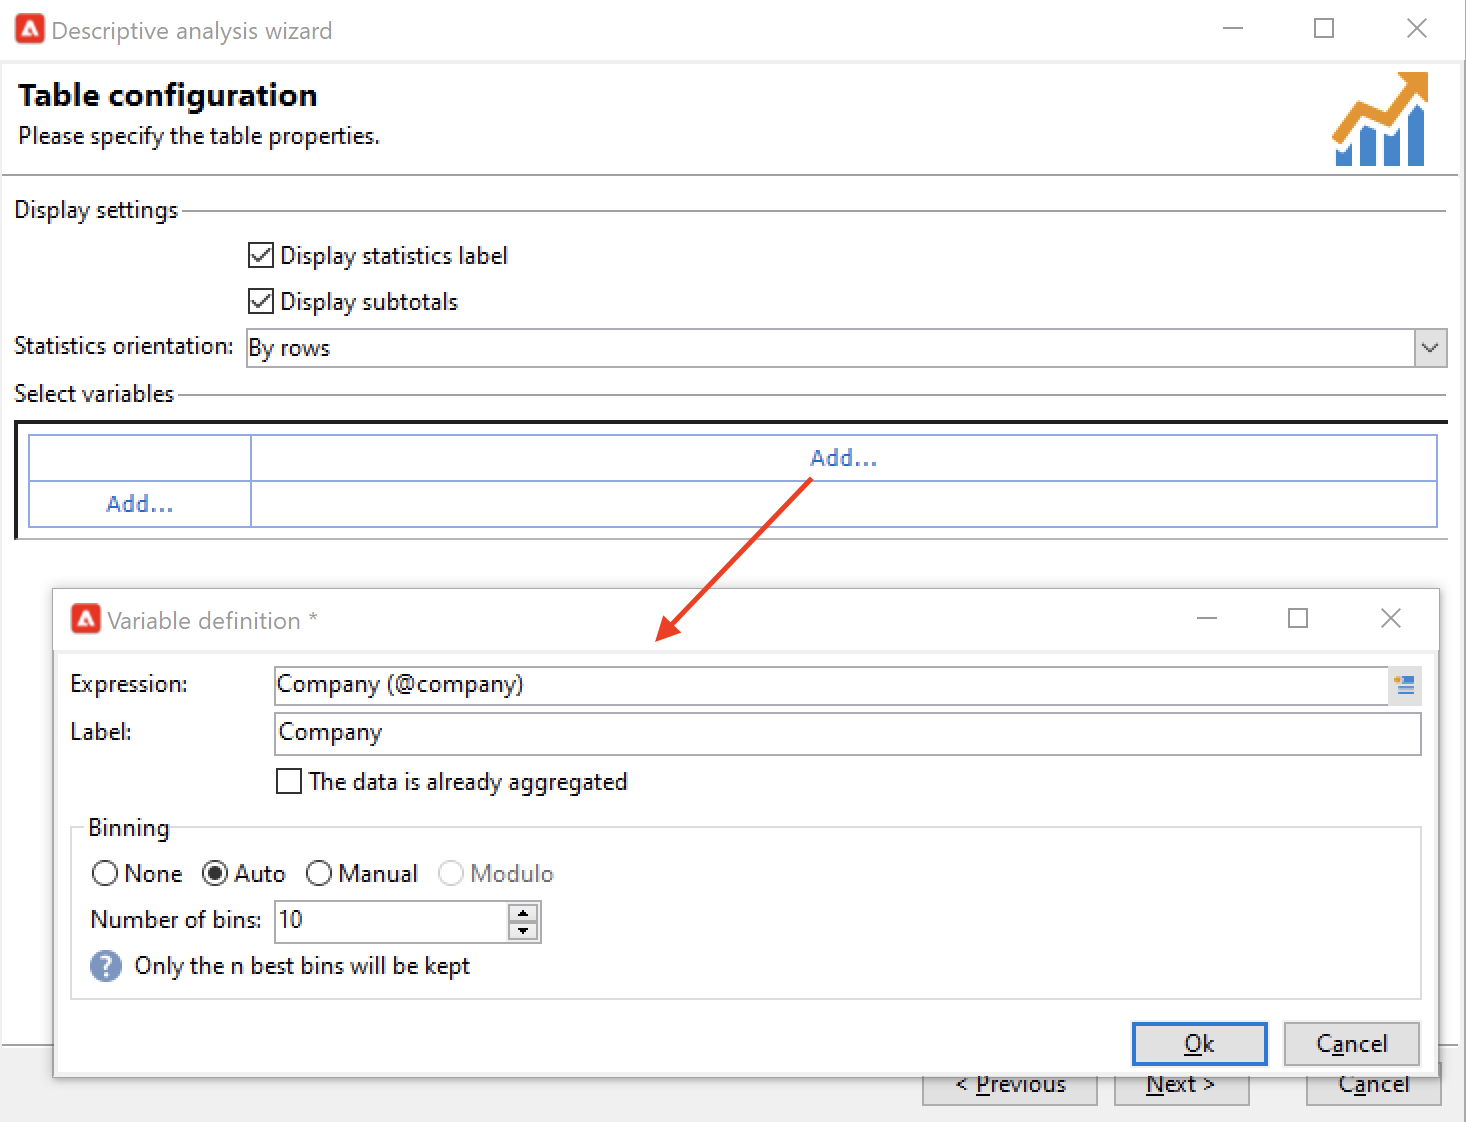 Descriptive analysis wizard
Table configuration
Please specify the table properties.
Display settings
Display statistics label
Display subtotals
Statistics orientation: By rows
Select variables
Add...
Add...
Variable definition *
Expression: Company (@company)
Label: Company
The data is already aggregated
Binning
None Auto Manual Modulo
Number of bins: 10
? Only the n best bins will be kept
Ok Cancel
< Previous Next > Cancel